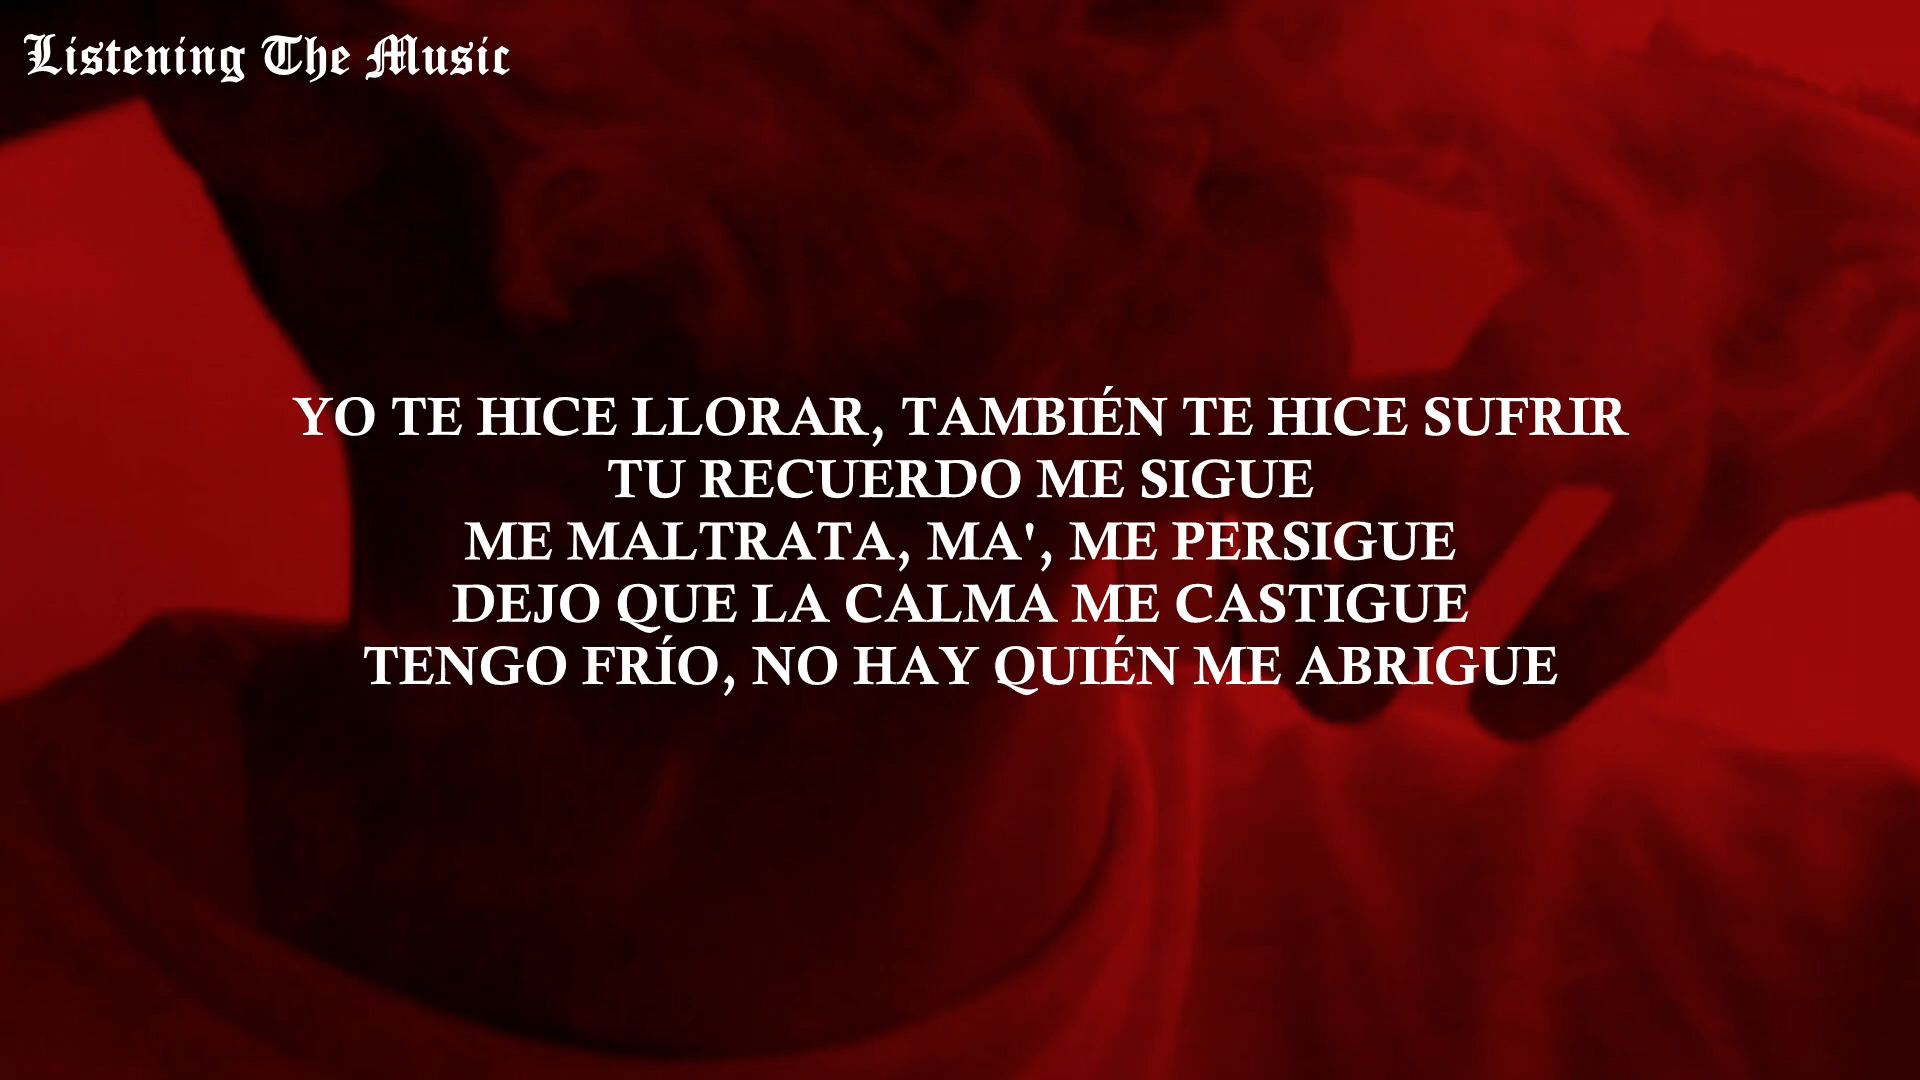 Listening The Music
YO TE HICE LLORAR, TAMBIÉN TE HICE SUFRIR
TU RECUERDO ME SIGUE
ME MALTRATA, MA', ME PERSIGUE
DEJO QUE LA CALMA ME CASTIGUE
TENGO FRÍO, NO HAY QUIÉN ME ABRIGUE